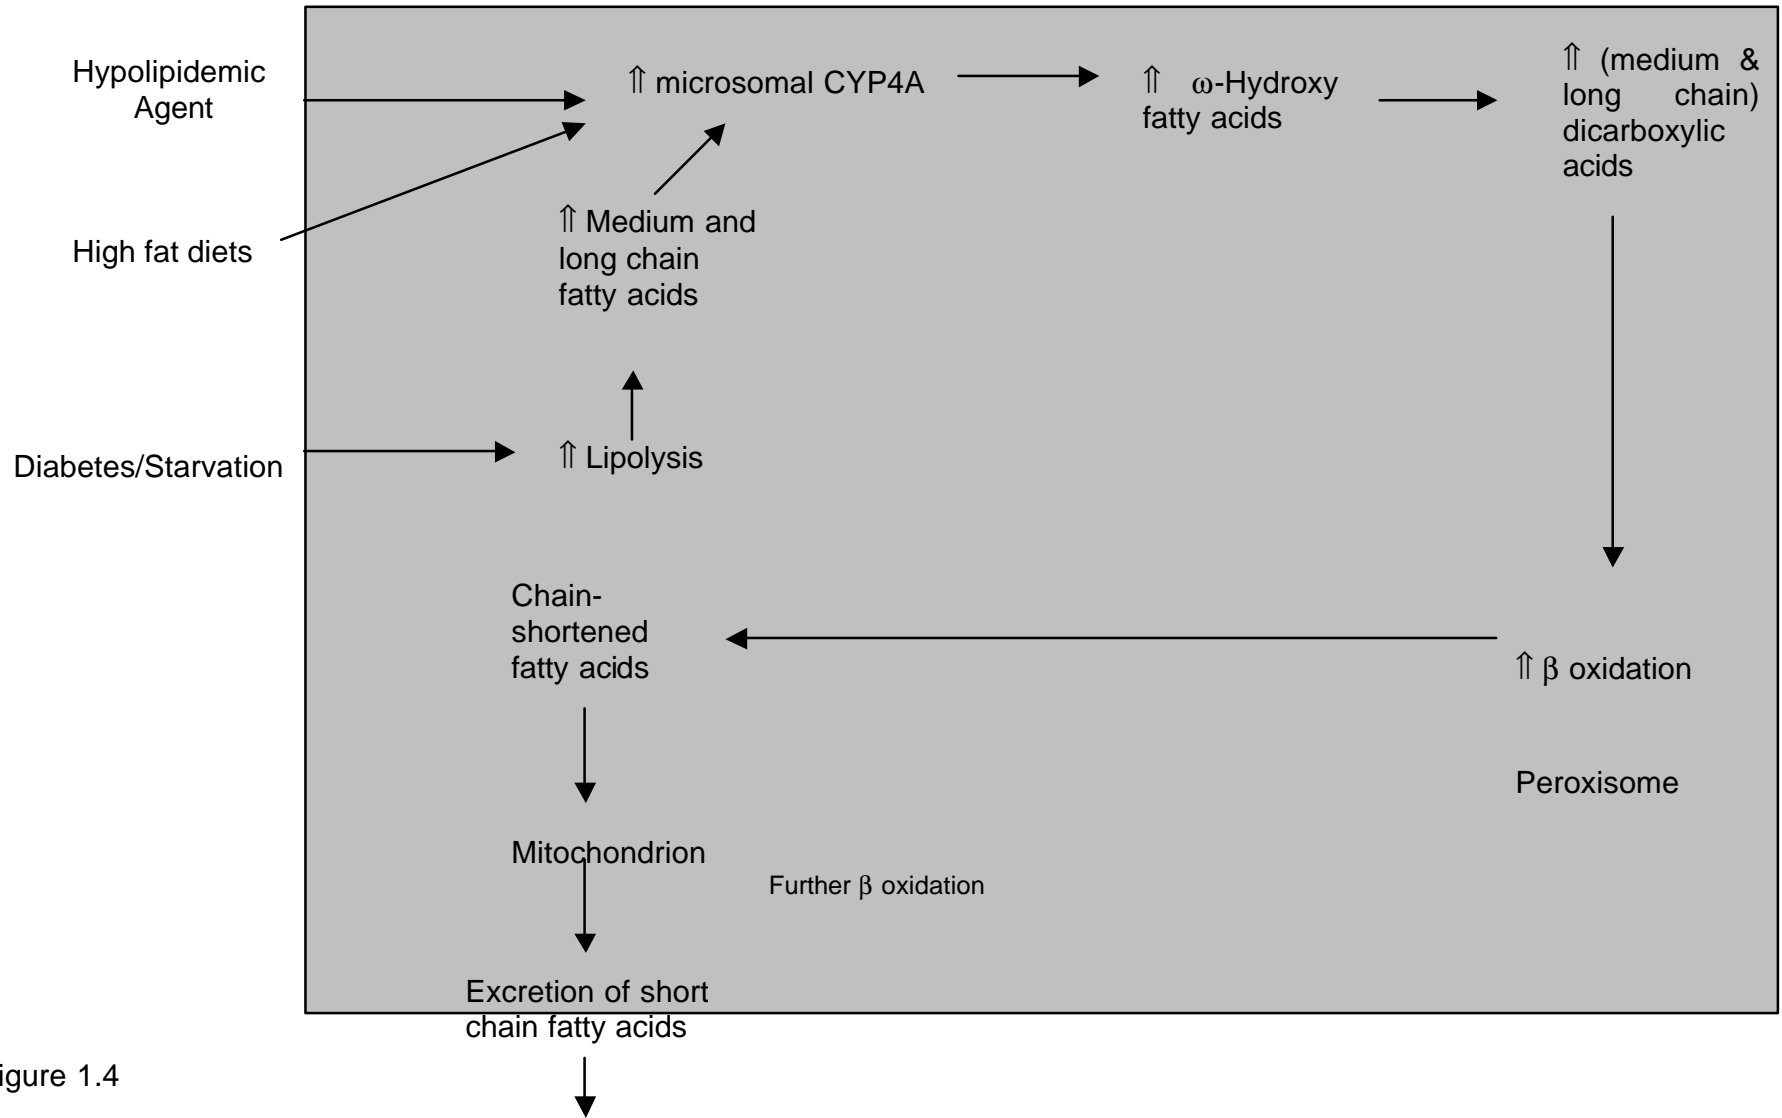 Hypolipidemic
Agent
⇑ microsomal CYP4A
⇑ ω-Hydroxy
fatty acids
⇑ (medium &
long chain)
dicarboxylic
acids
High fat diets
⇑ Medium and
long chain
fatty acids
Diabetes/Starvation
⇑ Lipolysis
Chain-
shortened
fatty acids
⇑ β oxidation
Peroxisome
Mitochondrion
Further β oxidation
Excretion of short
chain fatty acids
igure 1.4